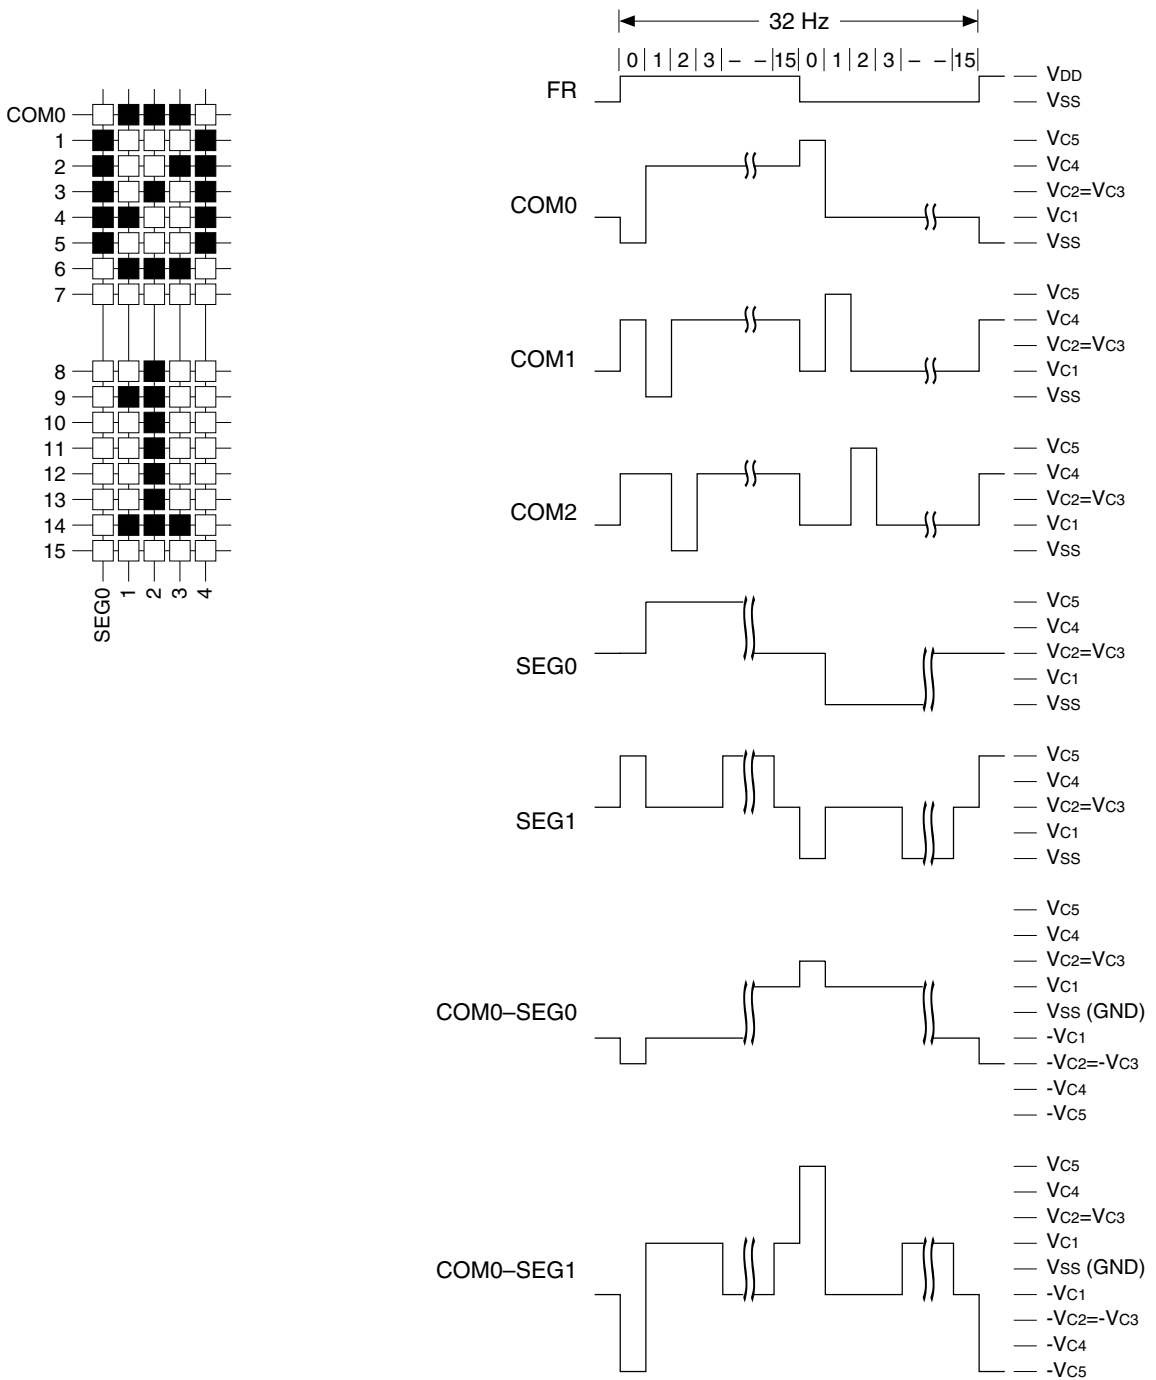 32 Hz
0 1 2 3 – – 15 0 1 2 3 – – 15
FR
VDD
VSS
COM0
1
2
3
4
5
6
7
8
9
10
11
12
13
14
15
SEG0 1 2 3 4
COM0
VC5
VC4
VC2=VC3
VC1
VSS
COM1
VC5
VC4
VC2=VC3
VC1
VSS
COM2
VC5
VC4
VC2=VC3
VC1
VSS
SEG0
VC5
VC4
VC2=VC3
VC1
VSS
SEG1
VC5
VC4
VC2=VC3
VC1
VSS
COM0–SEG0
VC5
VC4
VC2=VC3
VC1
VSS (GND)
-VC1
-VC2=-VC3
-VC4
-VC5
COM0–SEG1
VC5
VC4
VC2=VC3
VC1
VSS (GND)
-VC1
-VC2=-VC3
-VC4
-VC5